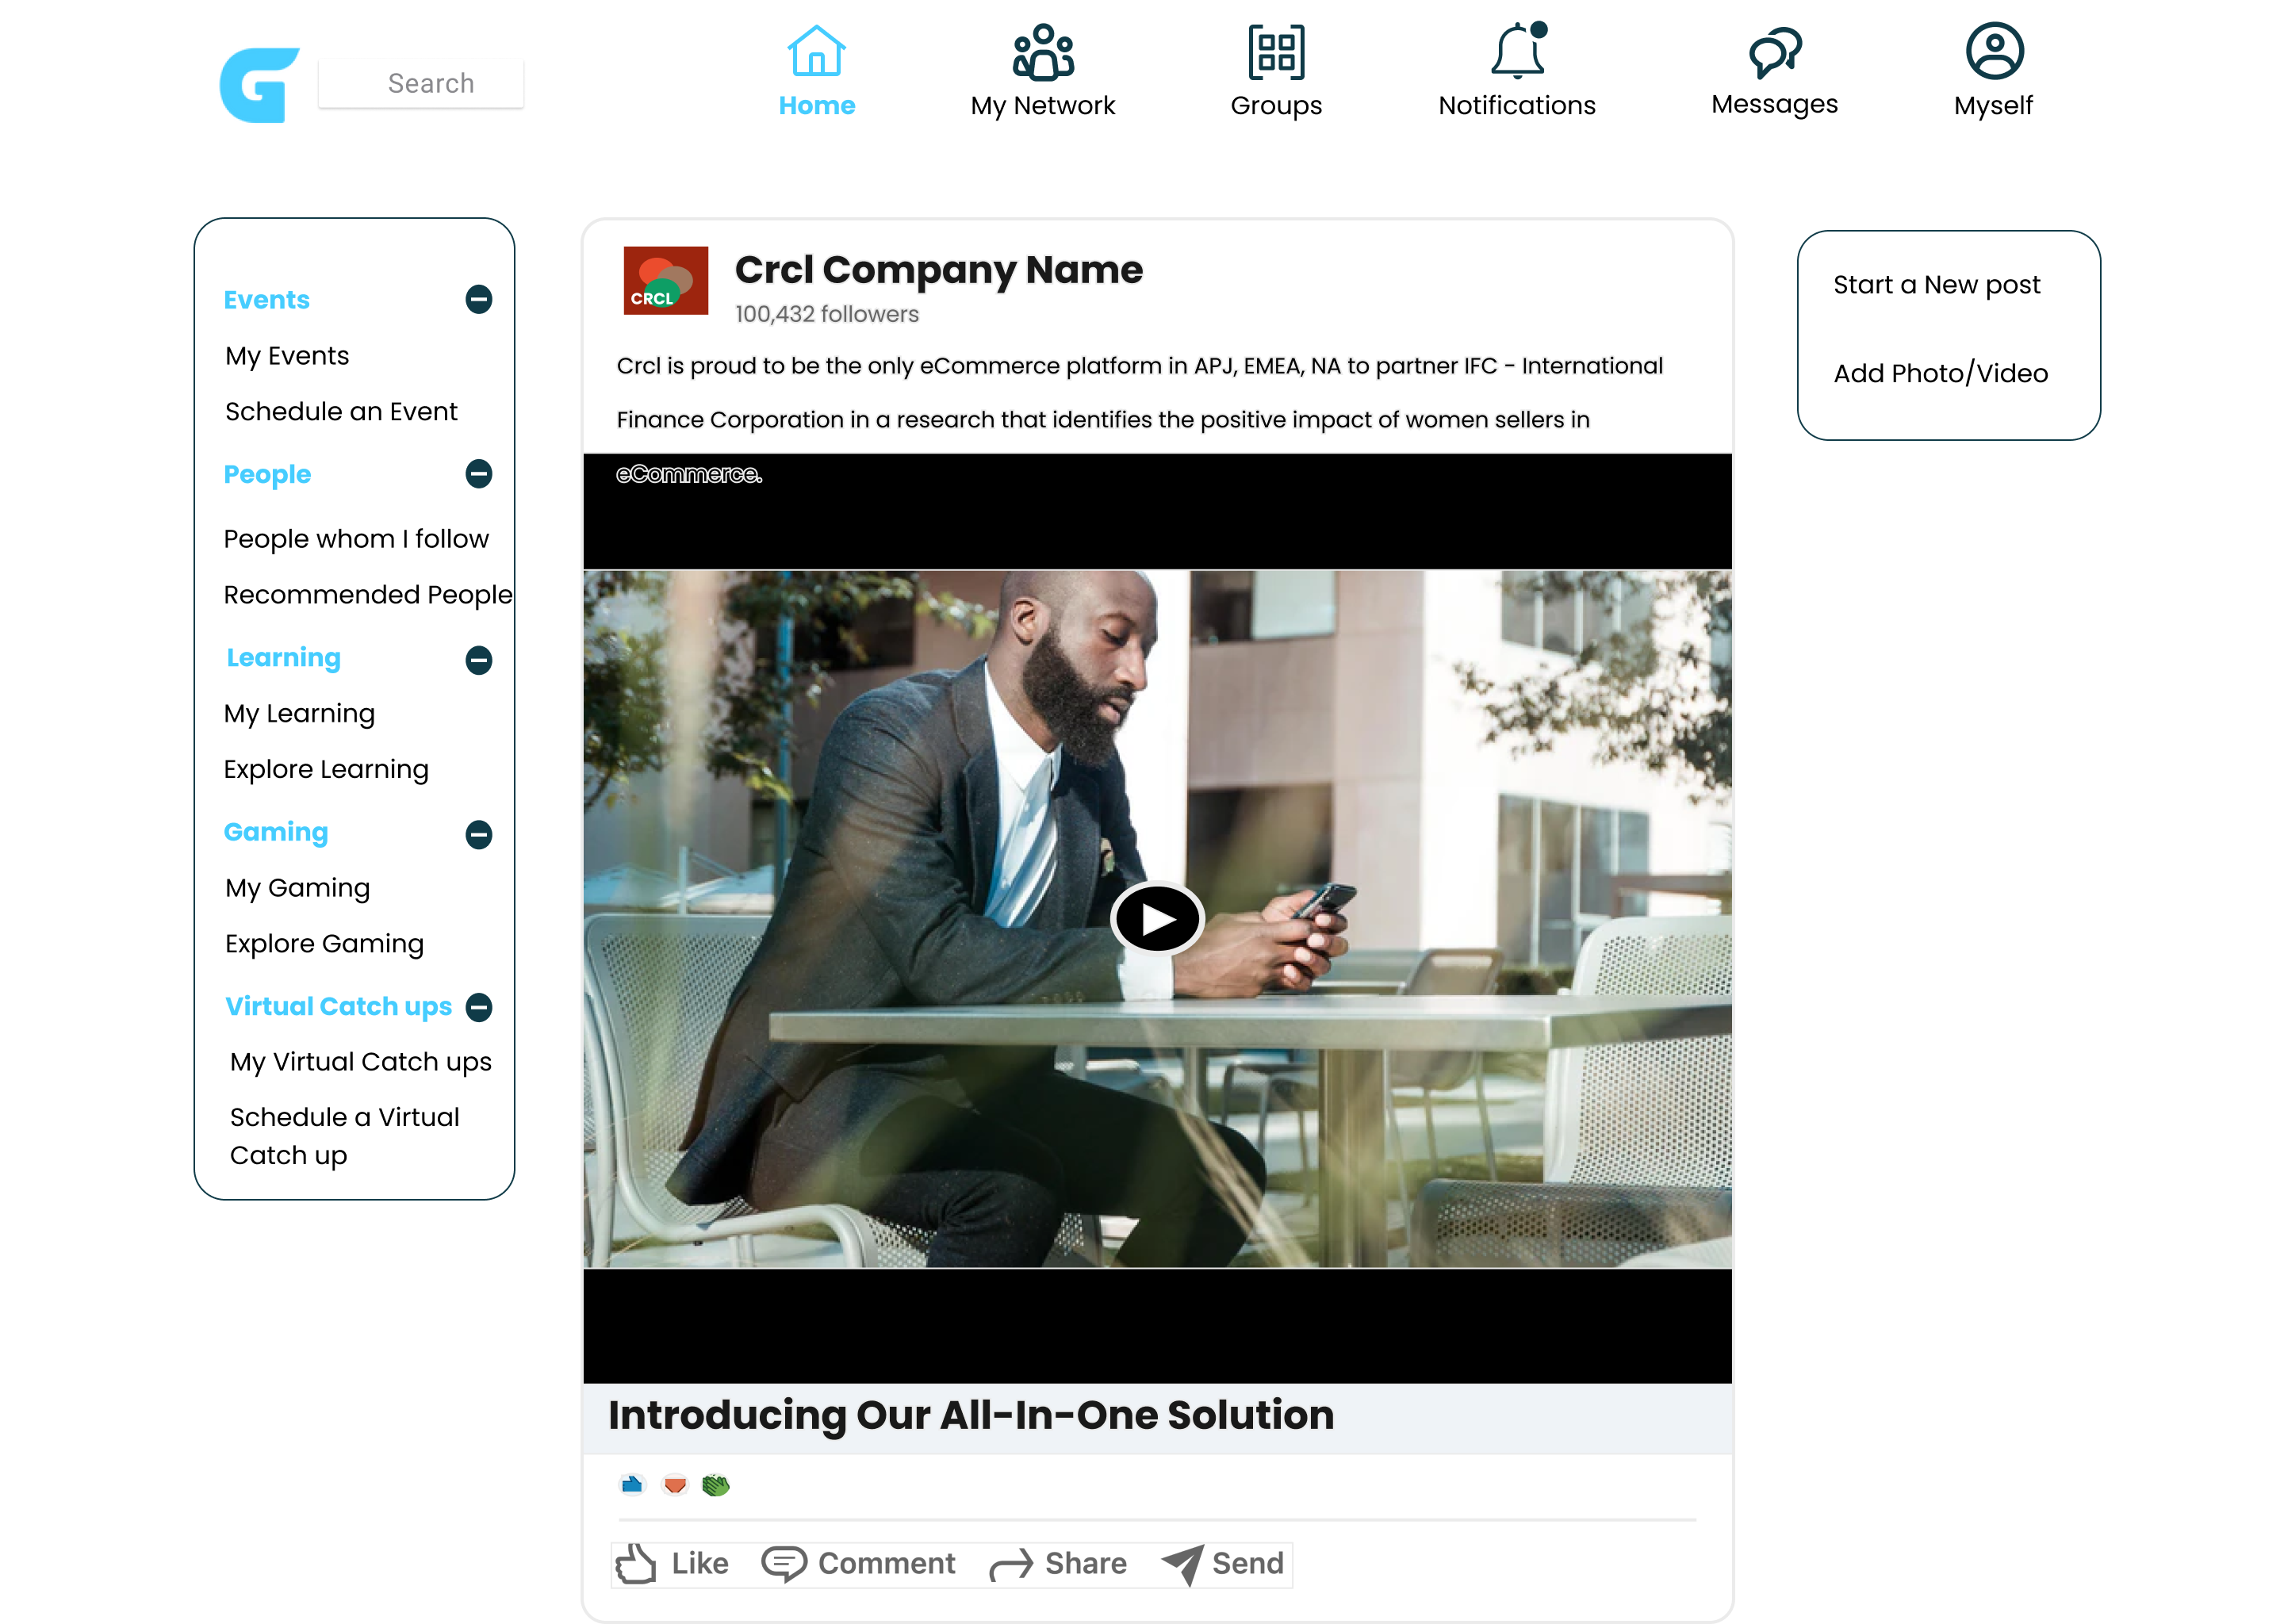 G
Search
Home
My Network
Groups
Notifications
Messages
Myself
Events
My Events
Schedule an Event
People
People whom I follow
Recommended People
Learning
My Learning
Explore Learning
Gaming
My Gaming
Explore Gaming
Virtual Catch ups
My Virtual Catch ups
Schedule a Virtual
Catch up
CRCL
Crcl Company Name
100,432 followers
Crcl is proud to be the only eCommerce platform in APJ, EMEA, NA to partner IFC - International
Finance Corporation in a research that identifies the positive impact of women sellers in
eCommerce.
Introducing Our All-In-One Solution
Like
Comment
Share
Send
Start a New post
Add Photo/Video